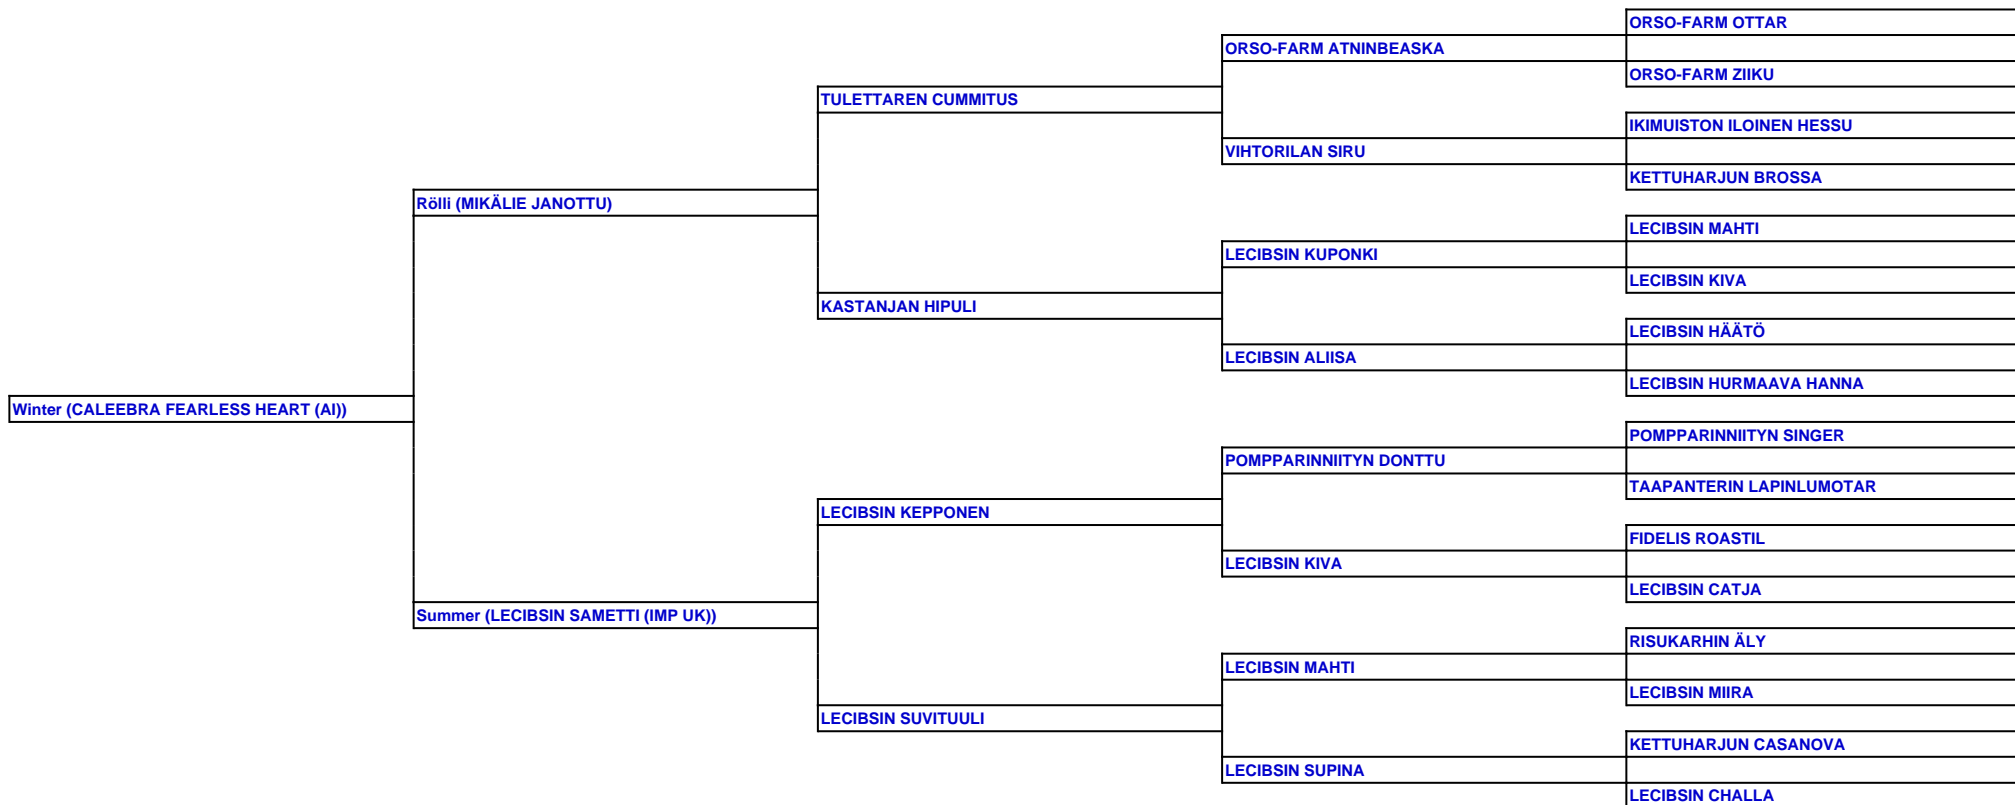 ORSO-FARM OTTAR
ORSO-FARM ATNINBEASKA
ORSO-FARM ZIIKU
TULETTAREN CUMMITUS
IKIMUISTON ILOINEN HESSU
VIHTORILAN SIRU
KETTUHARJUN BROSSA
Rölli (MIKÄLIE JANOTTU)
LECIBSIN MAHTI
LECIBSIN KUPONKI
LECIBSIN KIVA
KASTANJAN HIPULI
LECIBSIN HÄÄTÖ
LECIBSIN ALIISA
LECIBSIN HURMAAVA HANNA
Winter (CALEEBRA FEARLESS HEART (AI))
POMPPARINNIITYN SINGER
POMPPARINNIITYN DONTTU
TAAPANTERIN LAPINLUMOTAR
LECIBSIN KEPPONEN
FIDELIS ROASTIL
LECIBSIN KIVA
LECIBSIN CATJA
Summer (LECIBSIN SAMETTI (IMP UK))
RISUKARHIN ÄLY
LECIBSIN MAHTI
LECIBSIN MIIRA
LECIBSIN SUVITUULI
KETTUHARJUN CASANOVA
LECIBSIN SUPINA
LECIBSIN CHALLA